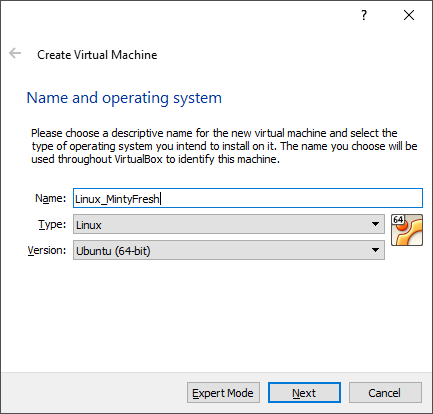 ?
Create Virtual Machine
Name and operating system
Please choose a descriptive name for the new virtual machine and select the
type of operating system you intend to install on it. The name you choose will be
used throughout VirtualBox to identify this machine.
Name: Linux_MintyFresh
Type: Linux
64
Version: Ubuntu (64-bit)
Expert Mode Next Cancel